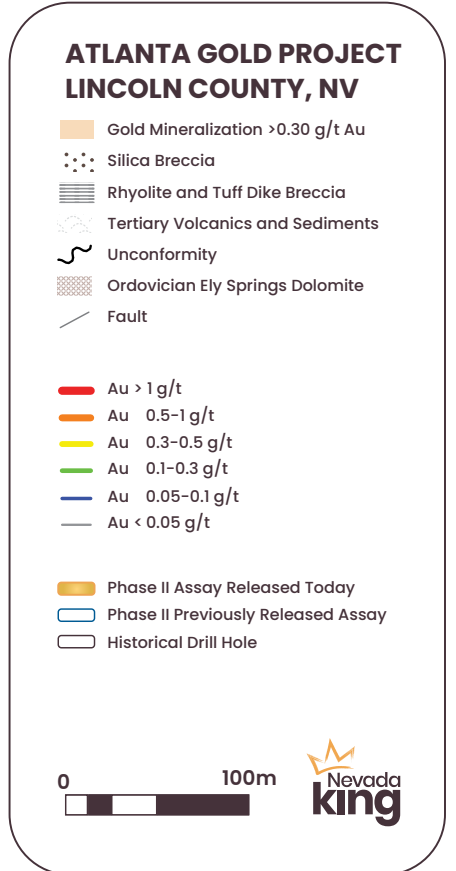 ATLANTA GOLD PROJECT
LINCOLN COUNTY, NV
Gold Mineralization >0.30 g/t Au
Silica Breccia
Rhyolite and Tuff Dike Breccia
Tertiary Volcanics and Sediments
Unconformity
Ordovician Ely Springs Dolomite
Fault
Au > 1 g/t
Au 0.5-1 g/t
Au 0.3-0.5 g/t
Au 0.1-0.3 g/t
Au 0.05-0.1 g/t
Au < 0.05 g/t
Phase II Assay Released Today
Phase II Previously Released Assay
Historical Drill Hole
0 100m
Nevada
king